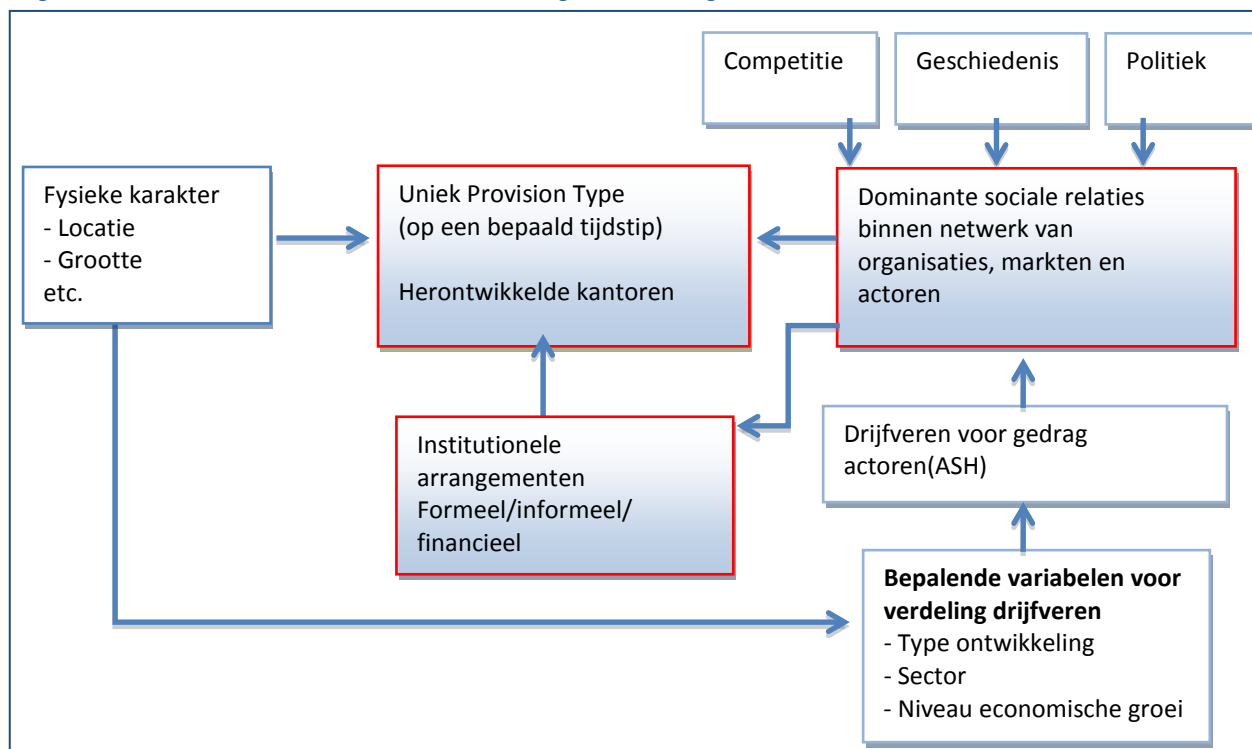 Competitie
Geschiedenis
Politiek
Fysieke karakter
- Locatie
- Grootte
etc.
Uniek Provision Type
(op een bepaald tijdstip)
Herontwikkelde kantoren
Dominante sociale relaties
binnen netwerk van
organisaties, markten en
actoren
Institutionele
arrangementen
Formeel/informeel/
financieel
Drijfveren voor gedrag
actoren(ASH)
Bepalende variabelen voor
verdeling drijfveren
- Type ontwikkeling
- Sector
- Niveau economische groei